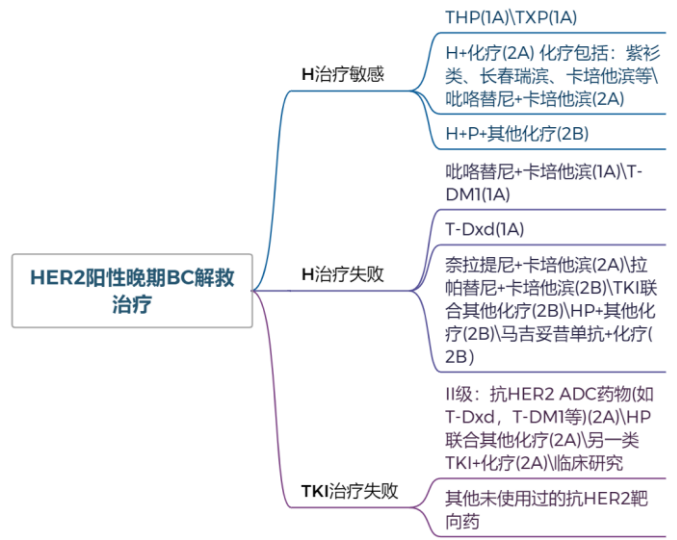 THP(1A)\TXP(1A)
H+化疗(2A) 化疗包括：紫衫
类、长春瑞滨、卡培他滨等\
吡咯替尼+卡培他滨(2A)
H治疗敏感
H+P+其他化疗(2B)
吡咯替尼+卡培他滨(1A)\T-
DM1(1A)
T-Dxd(1A)
HER2阳性晚期BC解救
治疗
H治疗失败
奈拉提尼+卡培他滨(2A)\拉
帕替尼+卡培他滨(2B)\TKI联
合其他化疗(2B)\HP+其他化
疗(2B)\马吉妥昔单抗+化疗(
2B）
II级：抗HER2 ADC药物(如
T-Dxd，T-DM1等)(2A)\HP
联合其他化疗(2A)\另一类
TKI+化疗(2A)\临床研究
TKI治疗失败
其他未使用过的抗HER2靶
向药